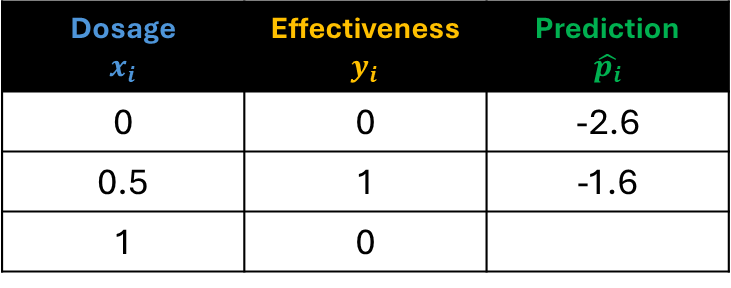 Dosage Effectiveness Prediction
xᵢ yᵢ p̂ᵢ
0 0 -2.6
0.5 1 -1.6
1 0